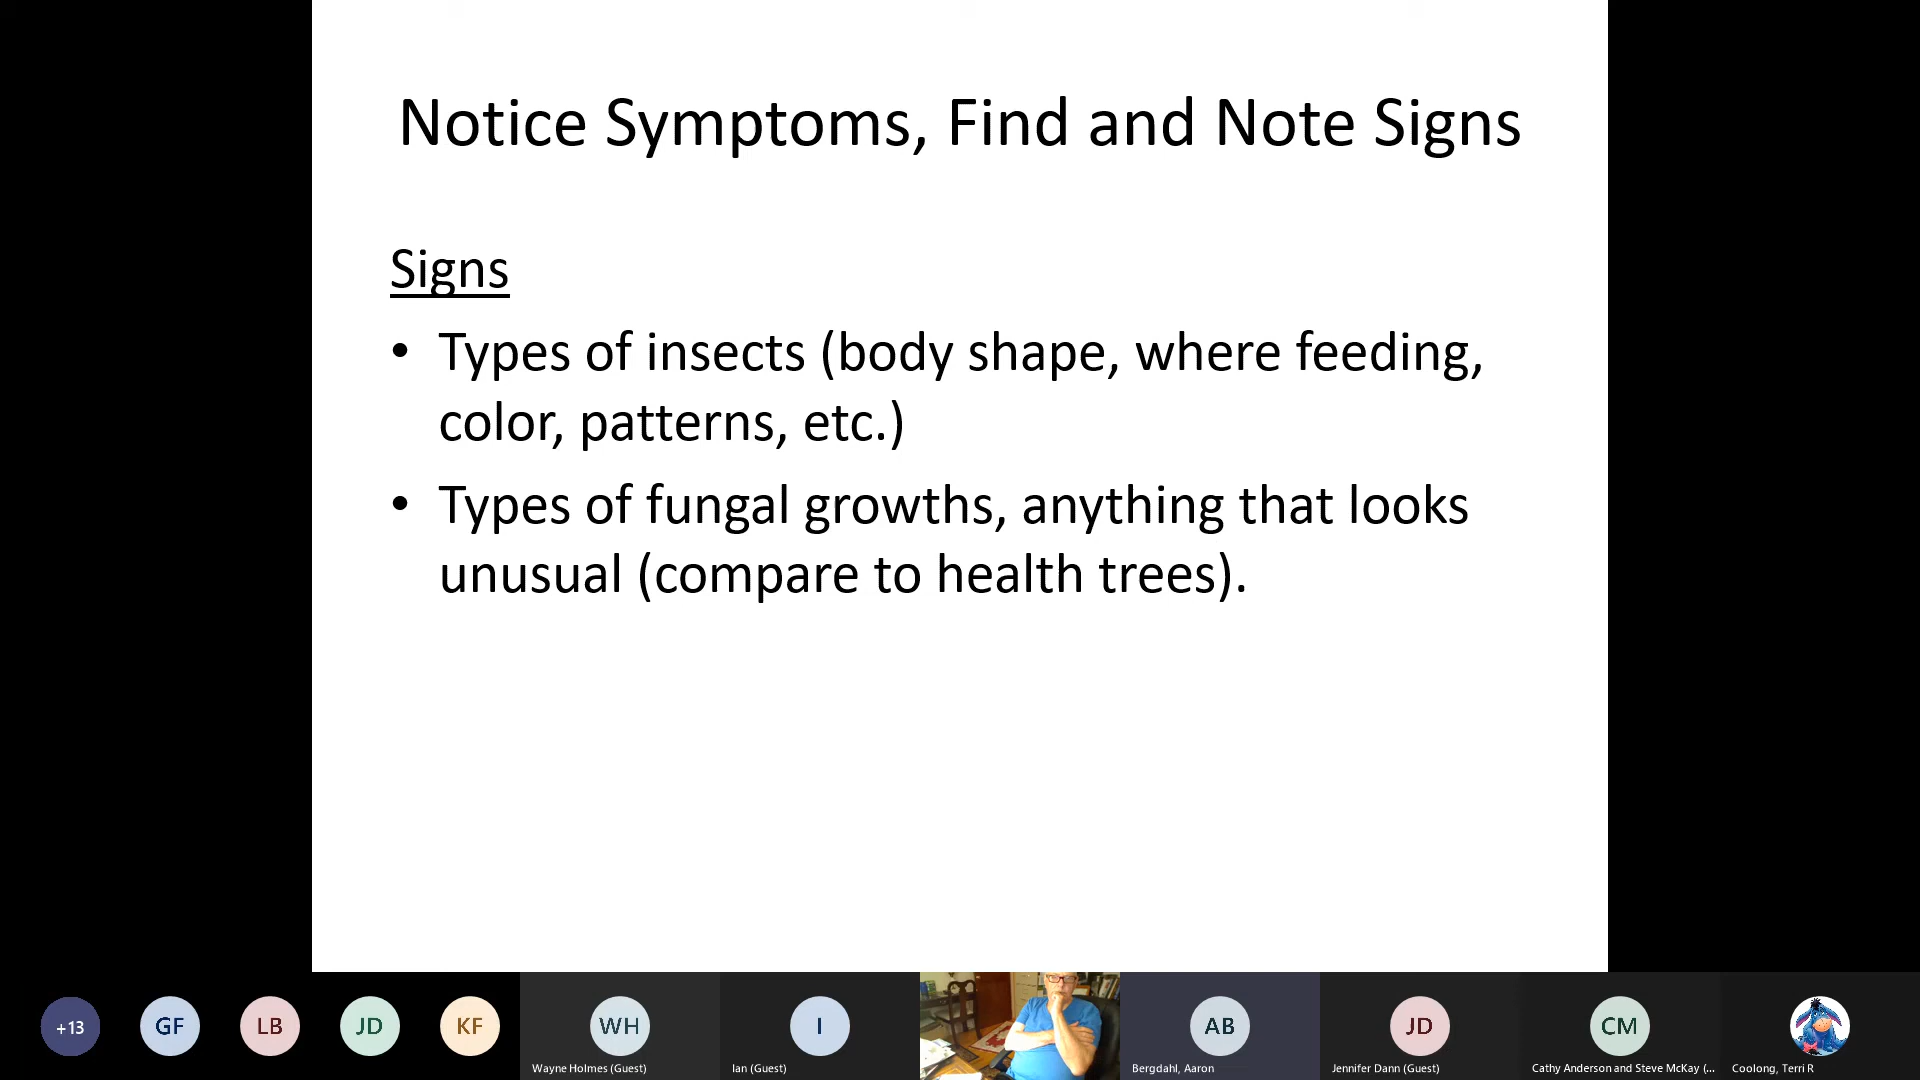 Notice Symptoms, Find and Note Signs
Signs
• Types of insects (body shape, where feeding,
color, patterns, etc.)
• Types of fungal growths, anything that looks
unusual (compare to health trees).
+13
GF
LB
JD
KF
WH
Wayne Holmes (Guest)
I
Ian (Guest)
AB
Bergdahl, Aaron
JD
Jennifer Dann (Guest)
CM
Cathy Anderson and Steve McKay (...
Coolong, Terri R